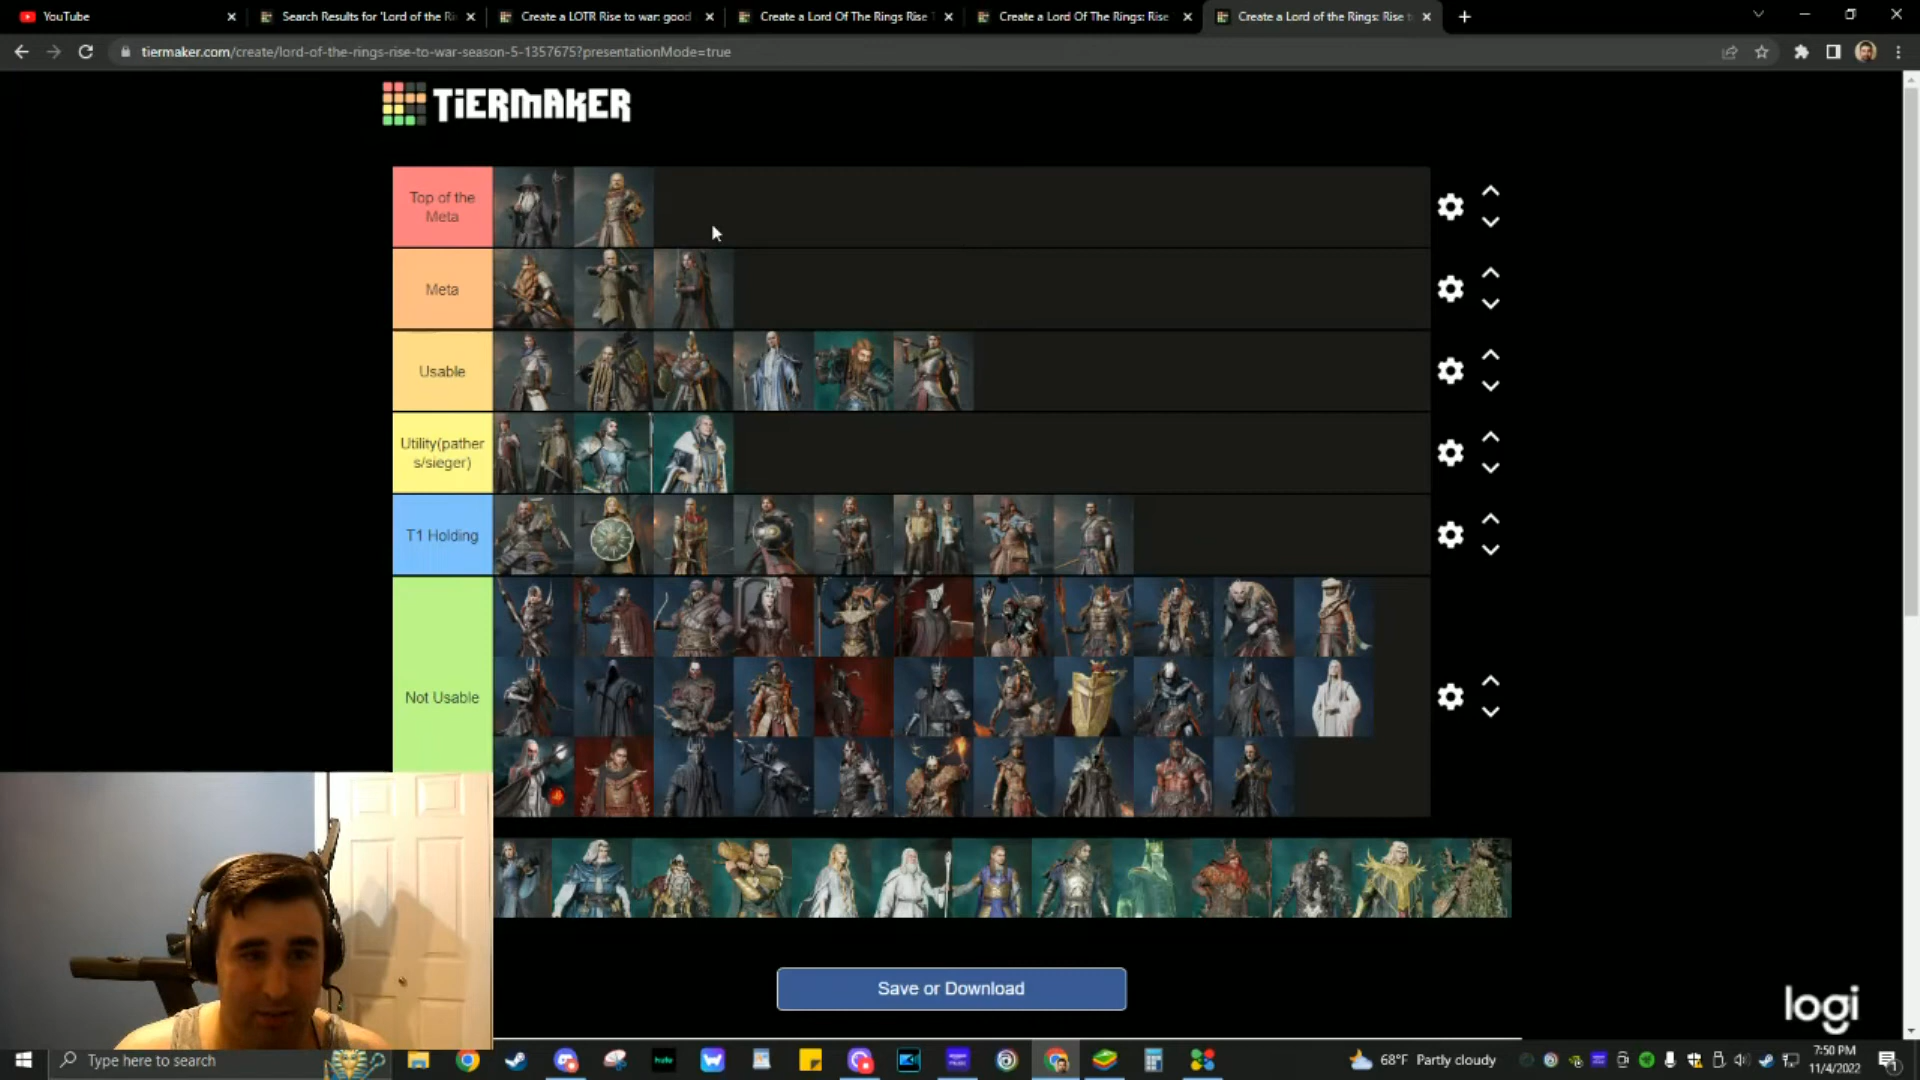 YouTube
Search Results for 'Lord of the Ri
Create a LOTR Rise to war: good
Create a Lord Of The Rings Rise T
Create a Lord Of The Rings: Rise
Create a Lord of the Rings: Rise t
tiermaker.com/create/lord-of-the-rings-rise-to-war-season-5-1357675?presentationMode=true
TiERMAKER
Top of the
Meta
Meta
Usable
Utility(pather
s/sieger)
T1 Holding
Not Usable
Save or Download
logi
Type here to search
hulu
68°F Partly cloudy
7:50 PM
11/4/2022